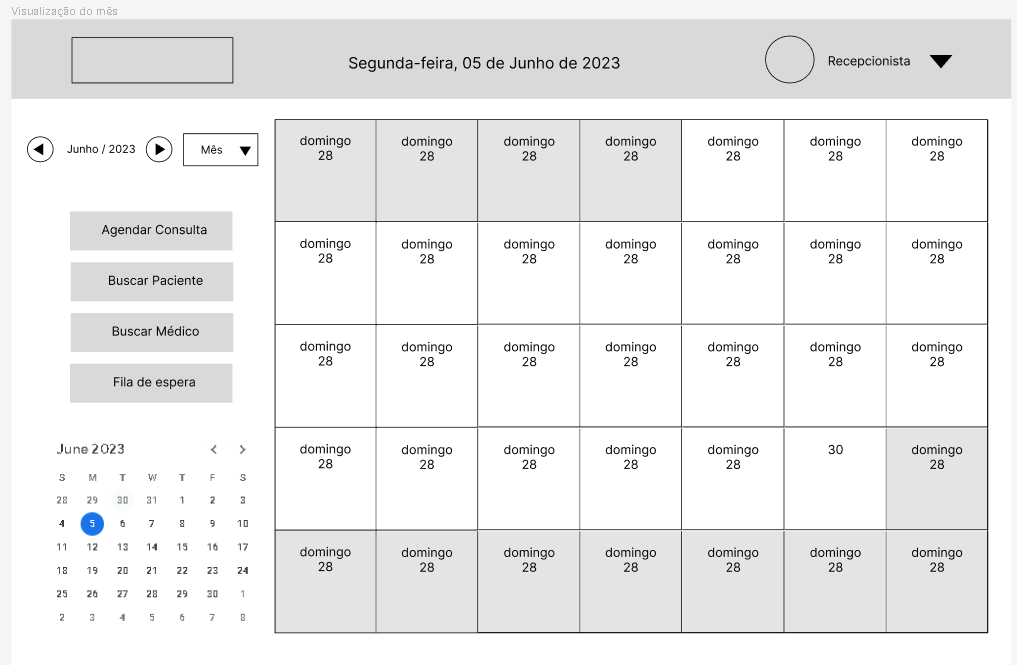 Visualização do mês
Segunda-feira, 05 de Junho de 2023
Recepcionista
Junho / 2023
Mês
Agendar Consulta
Buscar Paciente
Buscar Médico
Fila de espera
June 2023
S M T W T F S
28 29 30 31 1 2 3
4 5 6 7 8 9 10
11 12 13 14 15 16 17
18 19 20 21 22 23 24
25 26 27 28 29 30 1
2 3 4 5 6 7 8
domingo domingo domingo domingo domingo domingo domingo
28 28 28 28 28 28 28
domingo domingo domingo domingo domingo domingo domingo
28 28 28 28 28 28 28
domingo domingo domingo domingo domingo domingo domingo
28 28 28 28 28 28 28
domingo domingo domingo domingo domingo 30 domingo
28 28 28 28 28 28
domingo domingo domingo domingo domingo domingo domingo
28 28 28 28 28 28 28